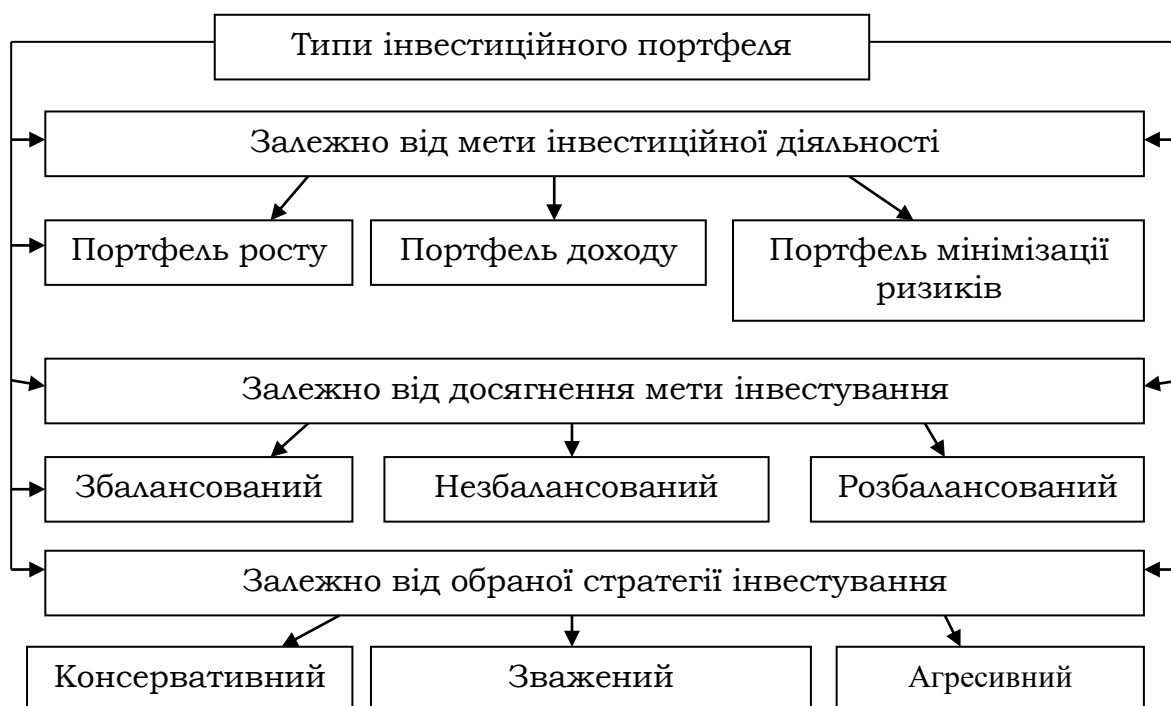 Типи інвестиційного портфеля
Залежно від мети інвестиційної діяльності
Портфель росту
Портфель доходу
Портфель мінімізації
ризиків
Залежно від досягнення мети інвестування
Збалансований
Незбалансований
Розбалансований
Залежно від обраної стратегії інвестування
Консервативний
Зважений
Агресивний